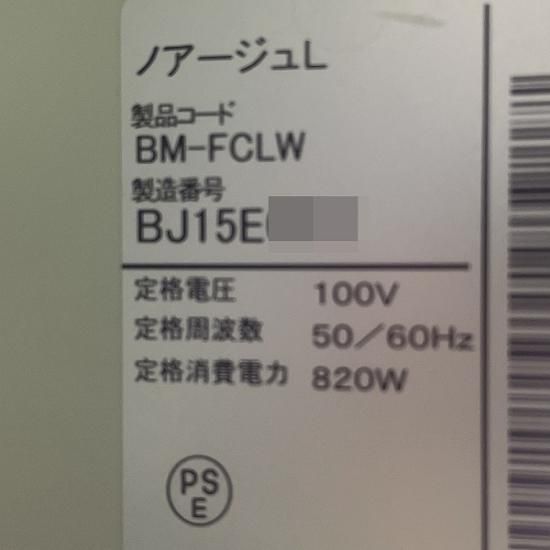 ノアージュL
製品コード
BM-FCLW
製造番号
BJ15E
定格電圧 100V
定格周波数 50/60Hz
定格消費電力 820W
PS
E